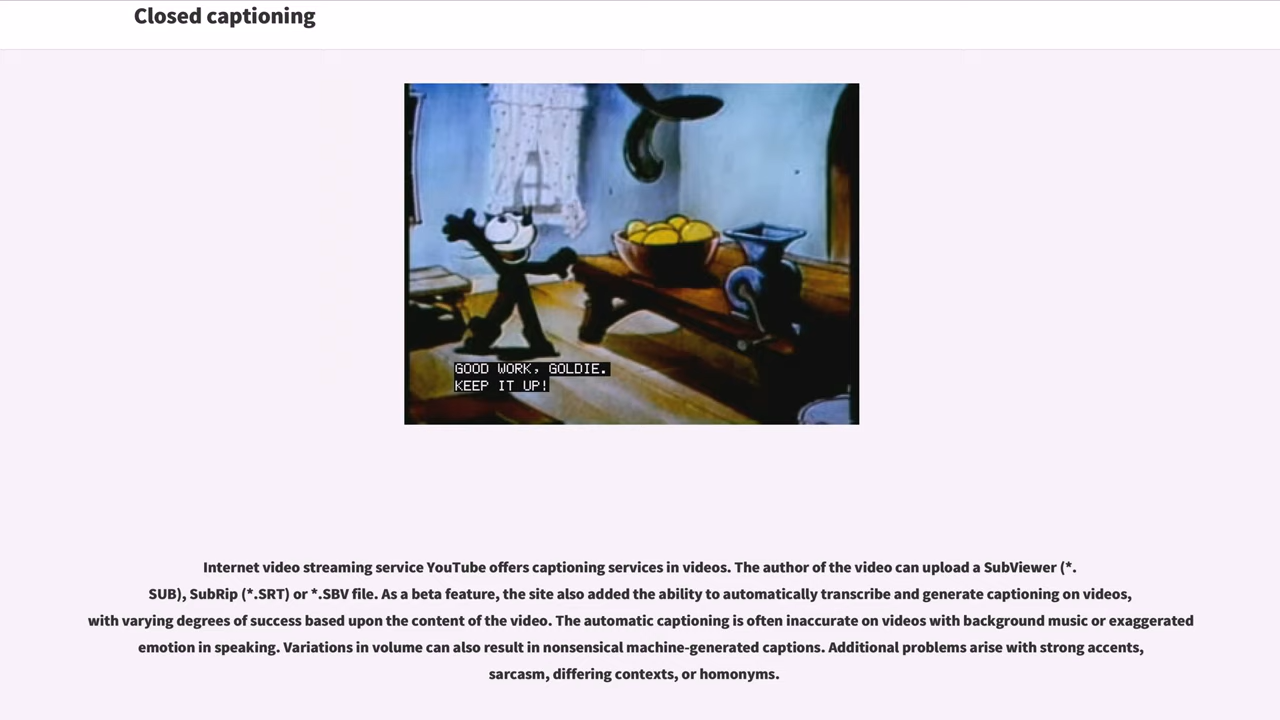 Closed captioning
GOOD WORK, GOLDIE.
KEEP IT UP!
Internet video streaming service YouTube offers captioning services in videos. The author of the video can upload a SubViewer (*.
SUB), SubRip (*.SRT) or *.SBV file. As a beta feature, the site also added the ability to automatically transcribe and generate captioning on videos,
with varying degrees of success based upon the content of the video. The automatic captioning is often inaccurate on videos with background music or exaggerated
emotion in speaking. Variations in volume can also result in nonsensical machine-generated captions. Additional problems arise with strong accents,
sarcasm, differing contexts, or homonyms.